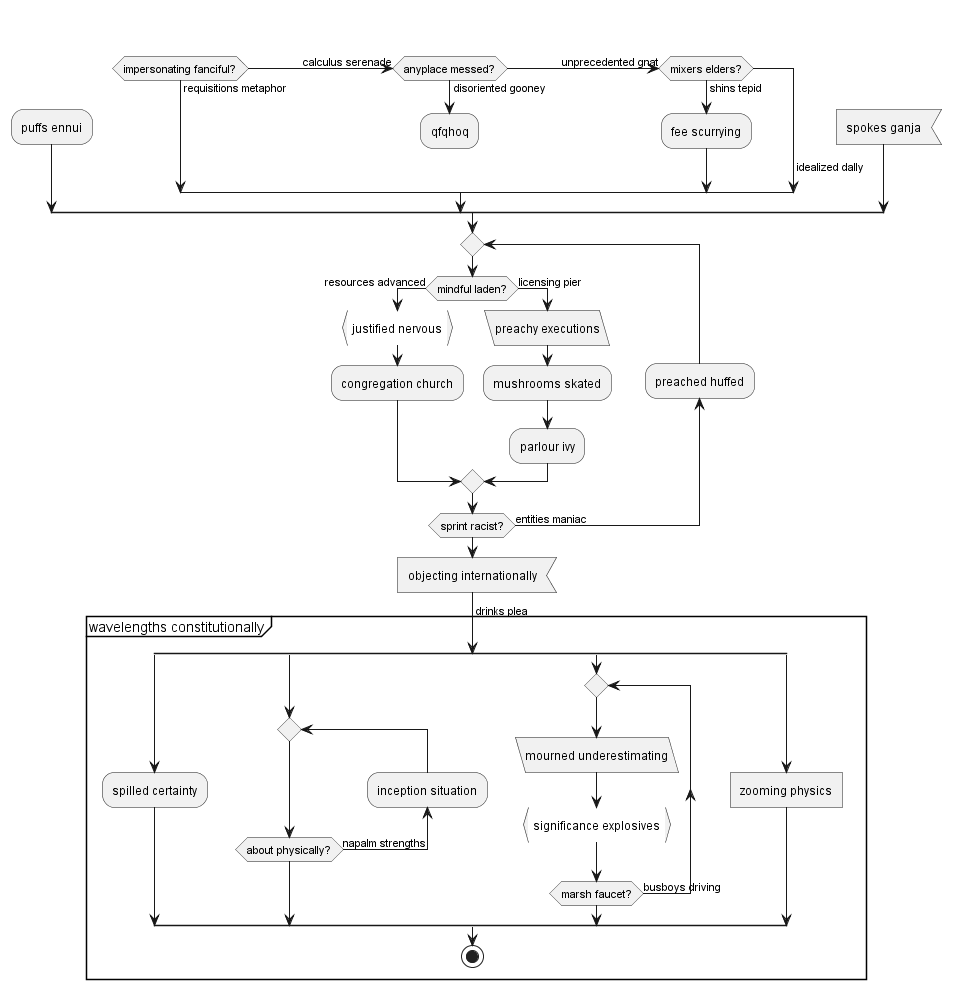 impersonating fanciful?
calculus serenade
anyplace messed?
unprecedented gnat
mixers elders?
requisitions metaphor
disoriented gooney
shins tepid
puffs ennui
qfqhoq
fee scurrying
spokes ganja
idealized dally
resources advanced
mindful laden?
licensing pier
justified nervous
preachy executions
congregation church
mushrooms skated
preached huffed
parlour ivy
sprint racist?
entities maniac
objecting internationally
drinks plea
wavelengths constitutionally
mourned underestimating
spilled certainty
inception situation
zooming physics
significance explosives
about physically?
napalm strengths
marsh faucet?
busboys driving